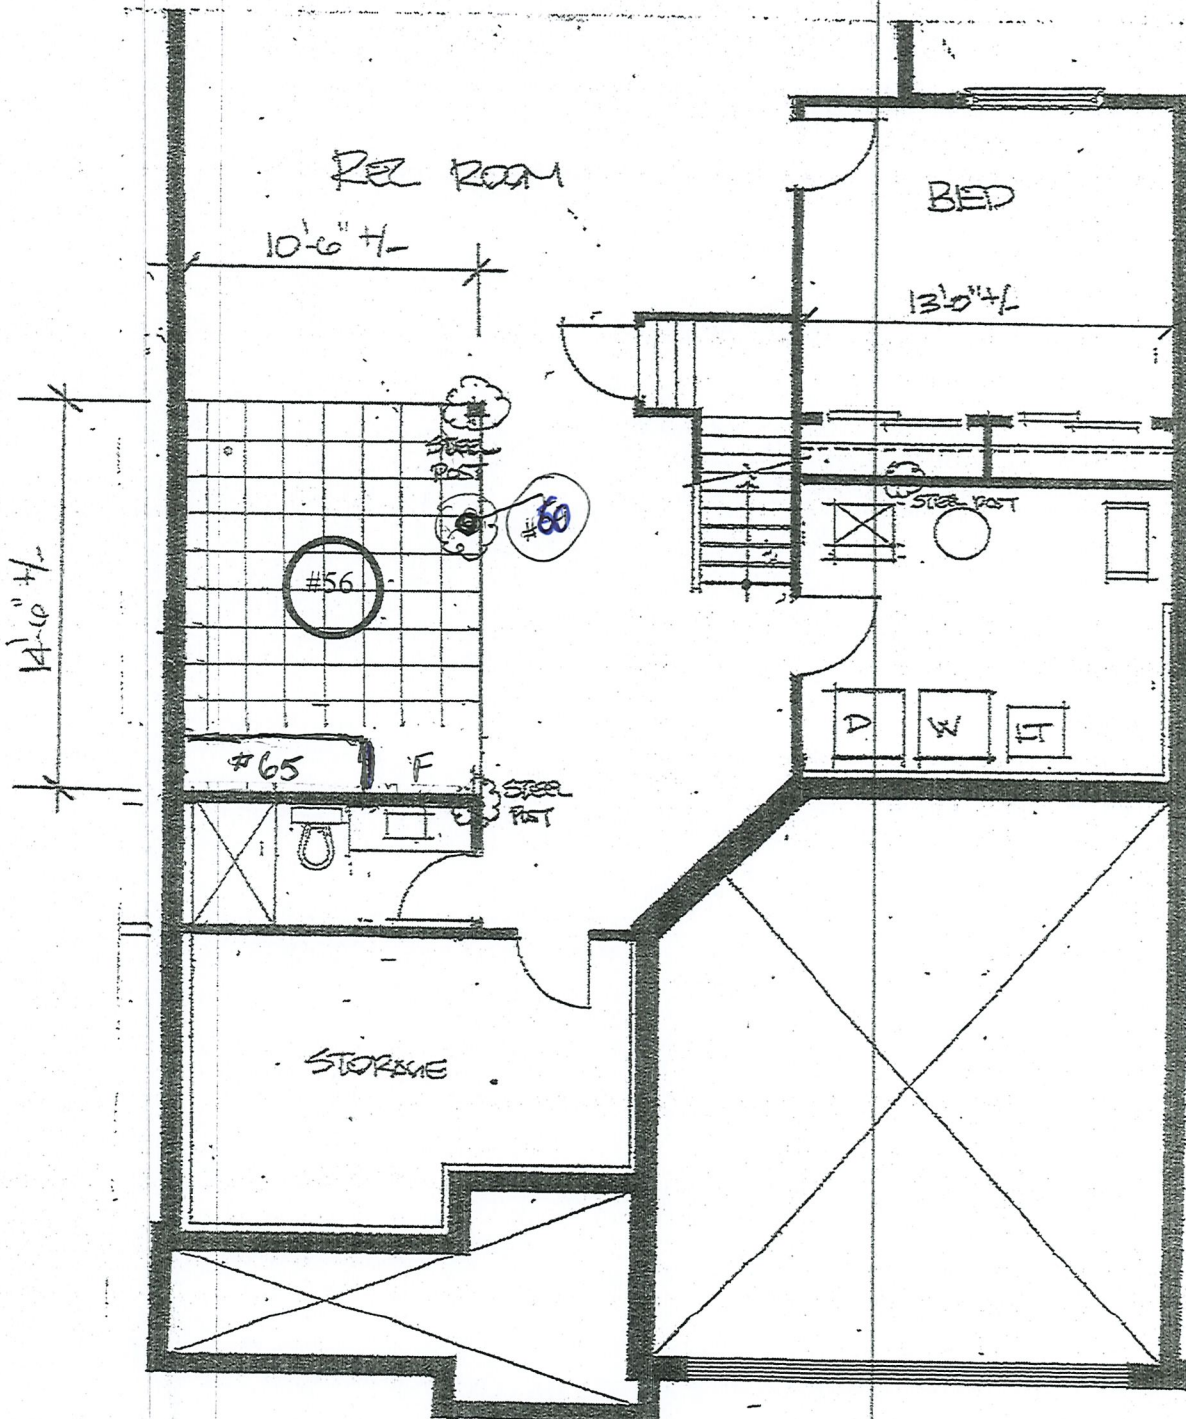 REC ROOM
BED
10'-6" +/-
13'-0" +/-
STEEL
POST
STEEL POST
#60
#56
14'-6" +/-
D
W
LT
#65
F
STEEL
POST
STORAGE